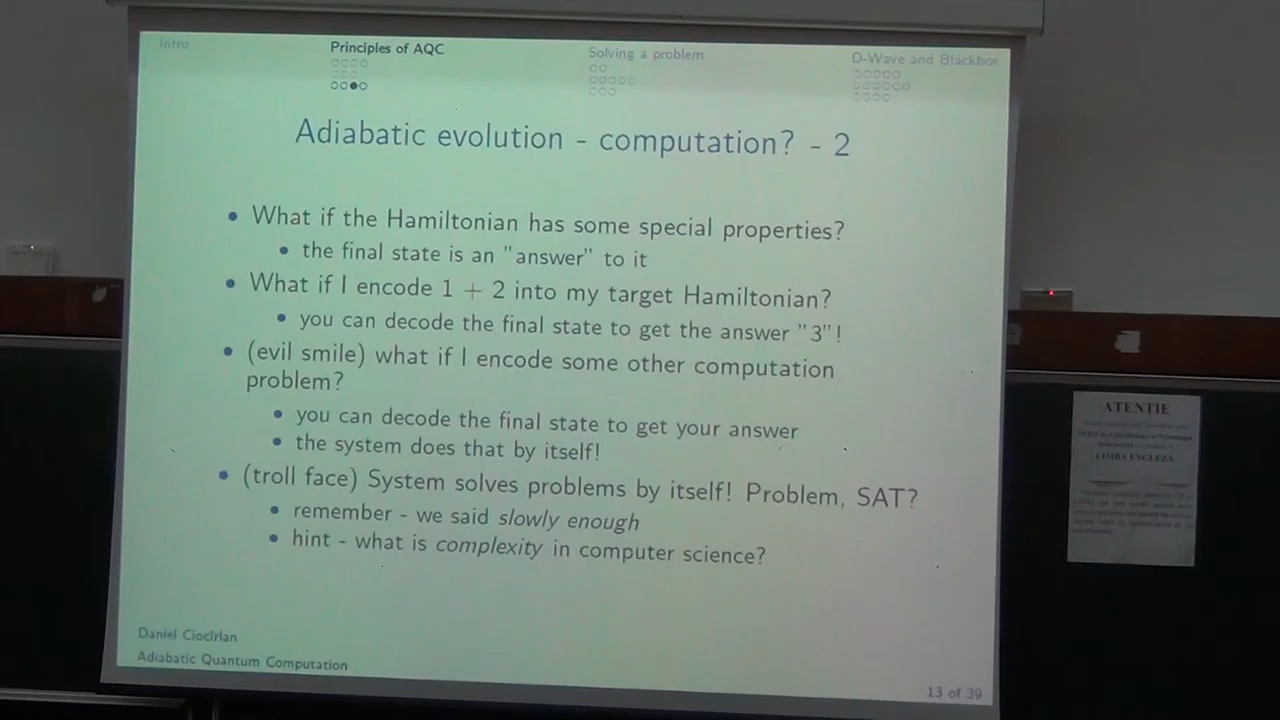 Intro
Principles of AQC
Solving a problem
D-Wave and Blackbox
Adiabatic evolution - computation? - 2
• What if the Hamiltonian has some special properties?
• the final state is an "answer" to it
• What if I encode 1 + 2 into my target Hamiltonian?
• you can decode the final state to get the answer "3"!
• (evil smile) what if I encode some other computation
problem?
• you can decode the final state to get your answer
• the system does that by itself!
• (troll face) System solves problems by itself! Problem, SAT?
• remember - we said slowly enough
• hint - what is complexity in computer science?
Daniel Ciocîrlan
Adiabatic Quantum Computation
13 of 39
ATENTIE
LIMBA ENGLEZĂ